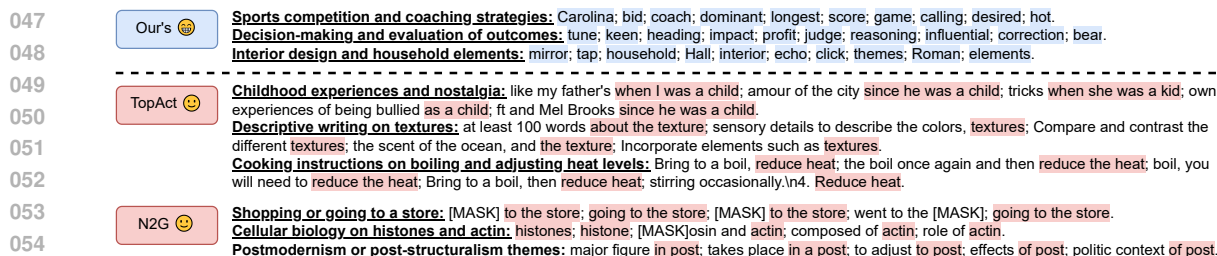 047
048
049
050
051
052
053
054
Our's
Sports competition and coaching strategies: Carolina; bid; coach; dominant; longest; score; game; calling; desired; hot.
Decision-making and evaluation of outcomes: tune; keen; heading; impact; profit; judge; reasoning; influential; correction; bear.
Interior design and household elements: mirror; tap; household; Hall; interior; echo; click; themes; Roman; elements.
TopAct
Childhood experiences and nostalgia: like my father's when I was a child; amour of the city since he was a child; tricks when she was a kid; own
experiences of being bullied as a child; ft and Mel Brooks since he was a child.
Descriptive writing on textures: at least 100 words about the texture; sensory details to describe the colors, textures; Compare and contrast the
different textures; the scent of the ocean, and the texture; Incorporate elements such as textures.
Cooking instructions on boiling and adjusting heat levels: Bring to a boil, reduce heat; the boil once again and then reduce the heat; boil, you
will need to reduce the heat; Bring to a boil, then reduce heat; stirring occasionally.\n4. Reduce heat.
N2G
Shopping or going to a store: [MASK] to the store; going to the store; [MASK] to the store; went to the [MASK]; going to the store.
Cellular biology on histones and actin: histones; histone; [MASK]osin and actin; composed of actin; role of actin.
Postmodernism or post-structuralism themes: major figure in post; takes place in a post; to adjust to post; effects of post; politic context of post.